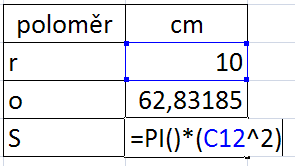 poloměr cm
r 10
o 62,83185
S =PI()*(C12^2)